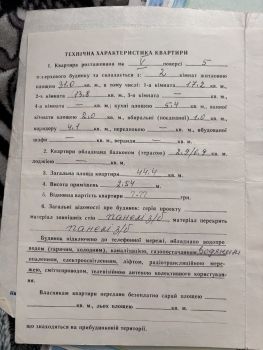 ТЕХНІЧНА ХАРАКТЕРИСТИКА КВАРТИРИ
1. Квартира розташована на V поверсі 5
поверхового будинку та складається з: 2 кімнат житловою
площею 31.0 кв. м, в тому числі: 1-а кімната 17.2 кв. м,
2-а кімната 13.8 кв. м, 3-я кімната — кв. м,
4-а кімната — кв. м; кухні площею 5.4 кв. м, ванної
кімнати площею 2.0 кв. м, вбиральні (поєднаної) 1.0 кв. м,
коридору 4.1 кв. м, передпокою — кв. м, вбудованої
шафи кв. м, веранди кв. м.
2. Квартира обладнана балконом (терасою) 2.9/0.9 кв. м,
лоджією — кв. м.
3. Загальна площа квартири 44.4 кв. м.
4. Висота приміщень 2.54 м.
5. Відновна вартість квартири грн.
6. Загальні відомості про будинок: серія проекту
матеріал зовнішніх стін панелі з/б, матеріал перекрить
панелі з/б
Будинок підключено до телефонної мережі, обладнано водопро-
водом (гарячим, холодним), каналізацією, газопостачанням, водяним
опаленням, електроосвітленням, ліфтом, радіотрансляційною мере-
жею, сміттєпроводом, телевізійною антеною колективного користуван-
ня.
Власникам квартири передані безоплатно сарай площею
кв. м, льох площею кв. м,
що знаходяться на прибудинковій території.